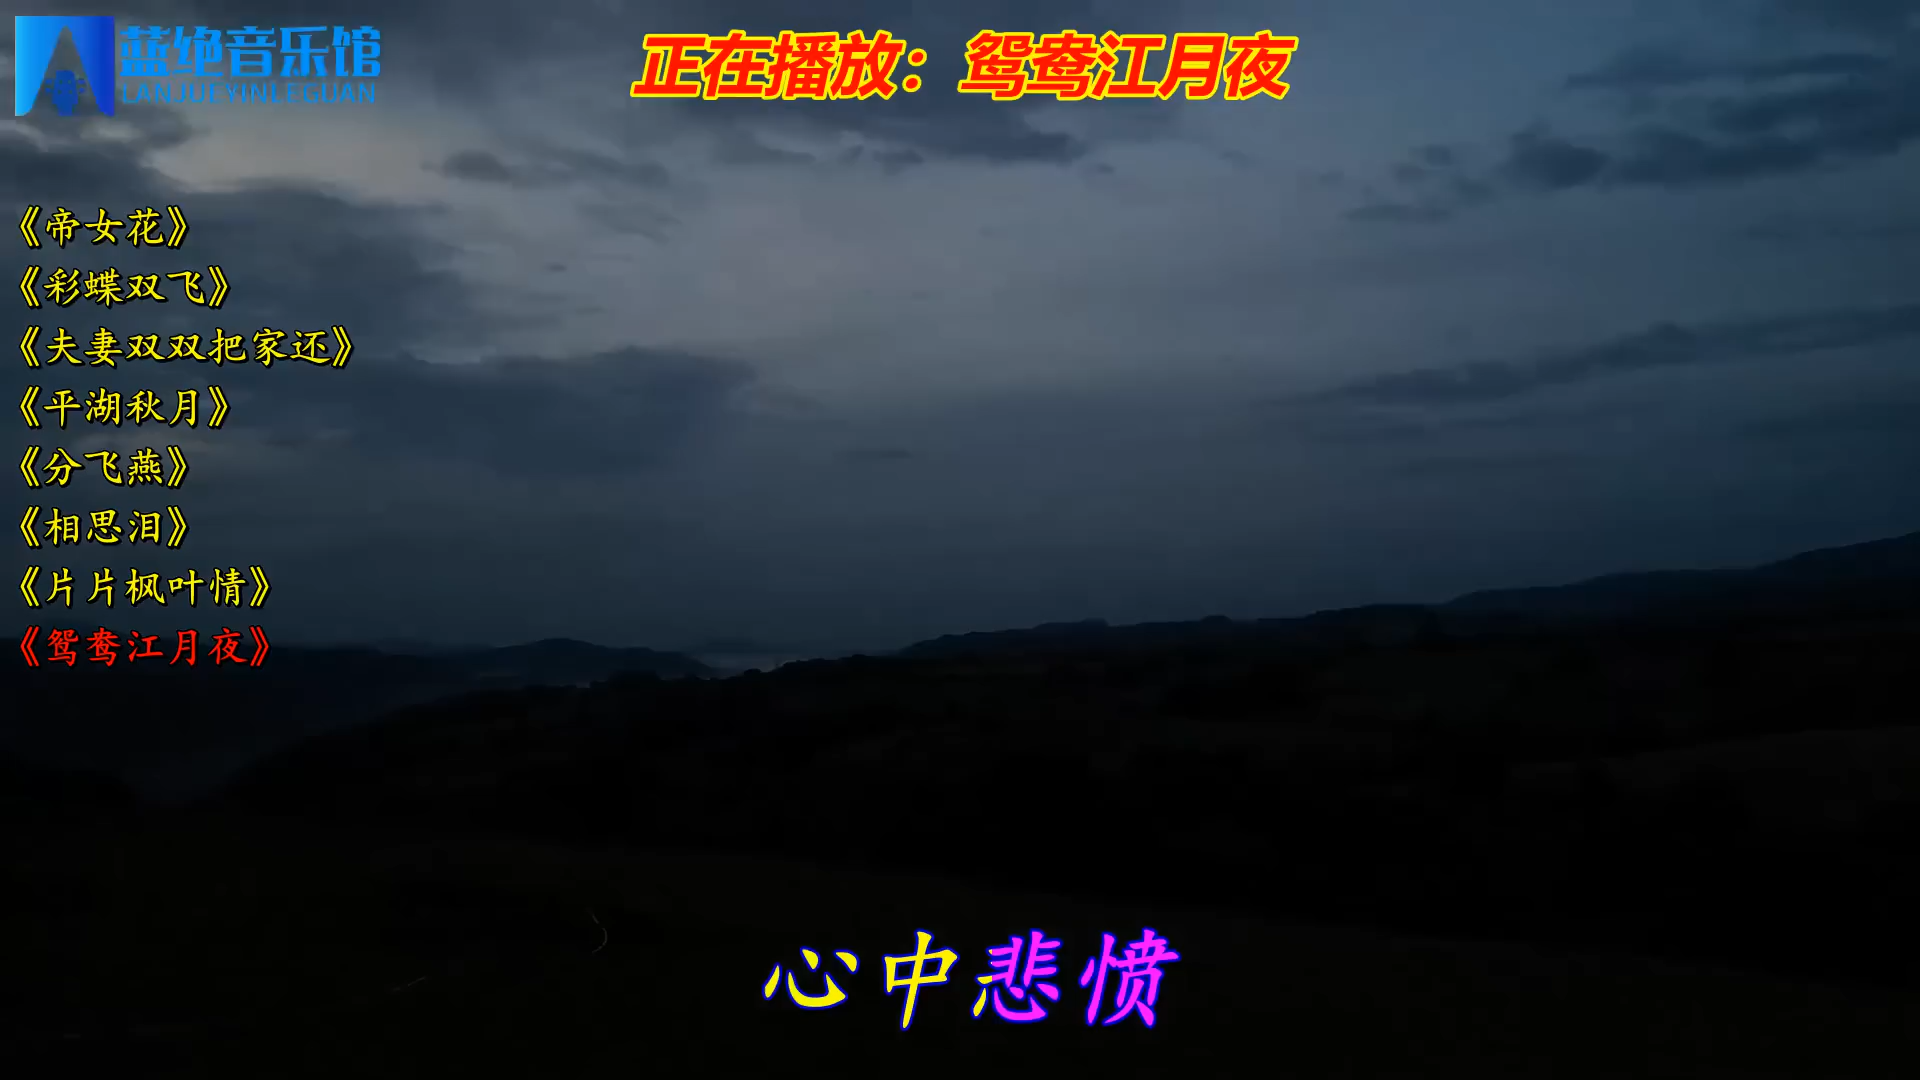 蓝绝音乐馆
LANJUEYINLEGUAN
正在播放：鸳鸯江月夜
《帝女花》
《彩蝶双飞》
《夫妻双双把家还》
《平湖秋月》
《分飞燕》
《相思泪》
《片片枫叶情》
《鸳鸯江月夜》
心中悲愤